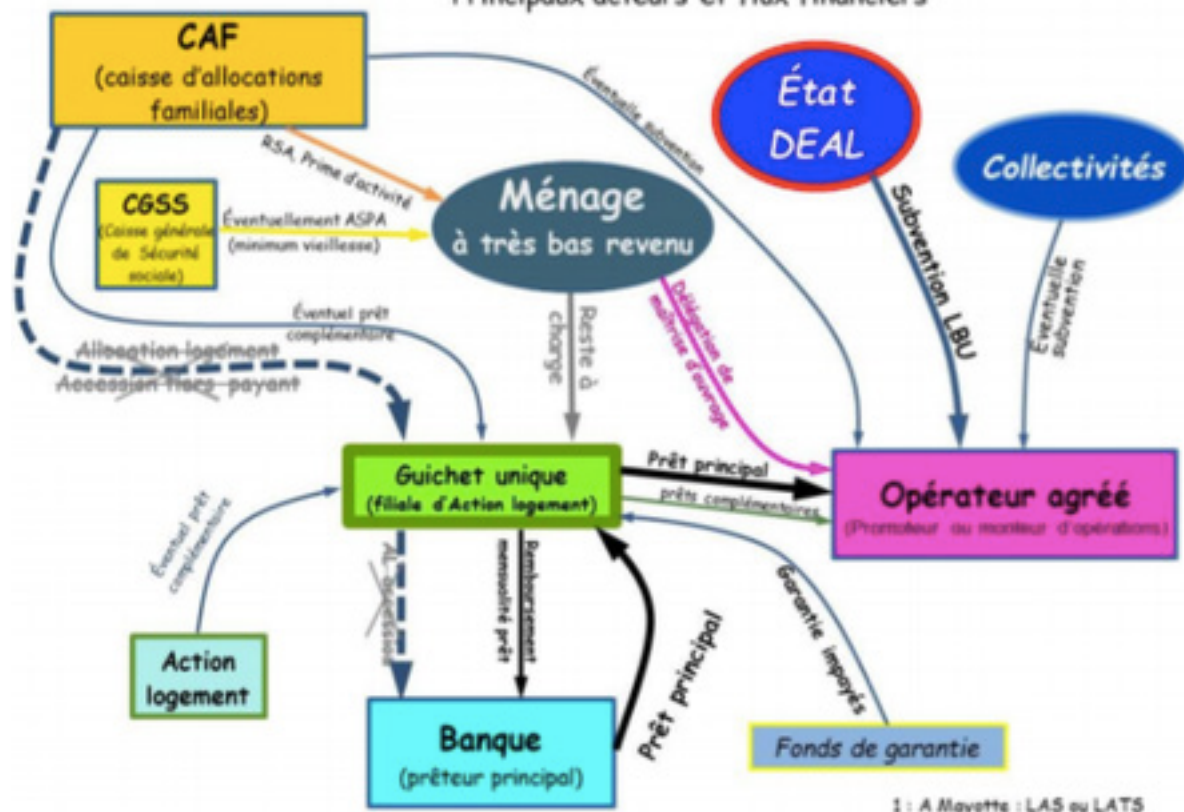 Principaux acteurs et flux financiers
CAF
(caisse d'allocations
familiales)
État
DEAL
Collectivités
Éventuelle subvention
RSA, Prime d'activité
CGSS
(Caisse générale
de Sécurité
sociale)
Éventuellement ASPA
(minimum vieillesse)
Ménage
à très bas revenu
Subvention LBU
Éventuelle
subvention
Éventuel prêt
complémentaire
Allocation logement
Accession tiers payant
Reste à
charge
Délégation de
maîtrise d'ouvrage
Guichet unique
(filiale d'Action logement)
Prêt principal
prêts complémentaires
Opérateur agréé
(Promoteur ou monteur d'opérations)
Éventuel prêt
complémentaire
AL accession
Remboursement
mensualité prêt
Prêt principal
Garantie impayés
Action
logement
Banque
(prêteur principal)
Fonds de garantie
1 : A Mayotte : LAS ou LATS